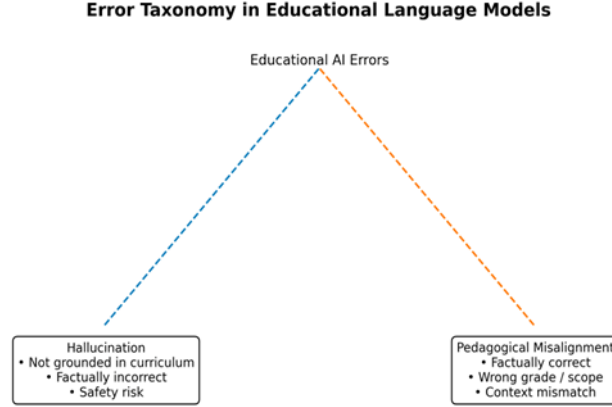 Error Taxonomy in Educational Language Models
Educational AI Errors
Hallucination
• Not grounded in curriculum
• Factually incorrect
• Safety risk
Pedagogical Misalignment
• Factually correct
• Wrong grade / scope
• Context mismatch